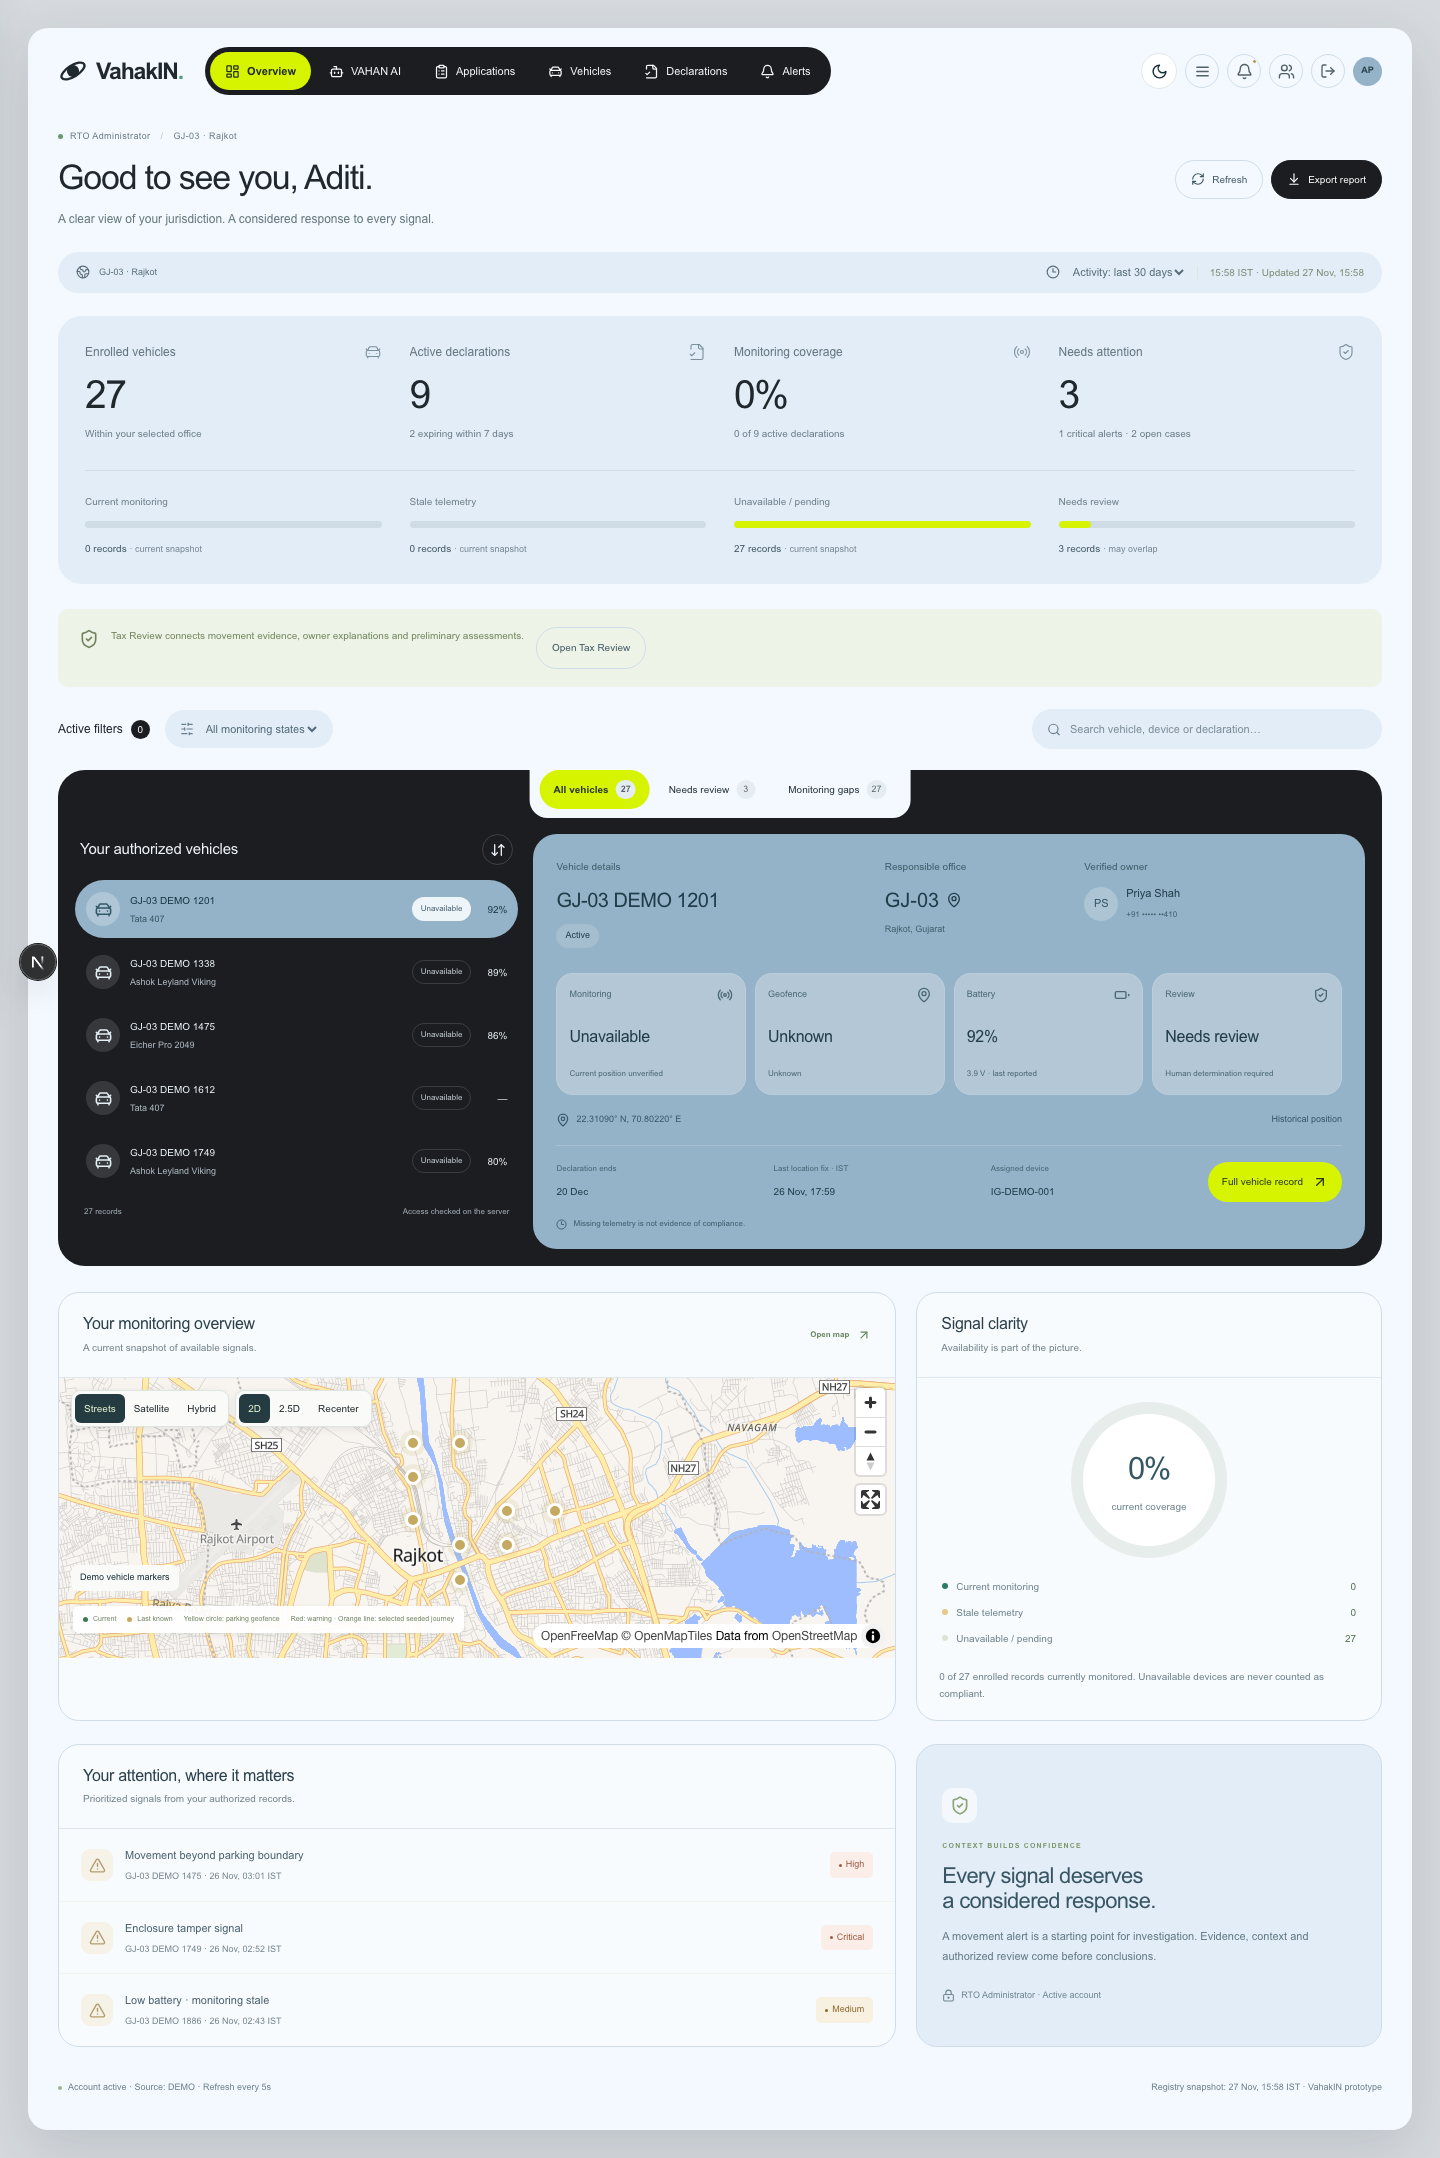 VahakIN.
Overview
VAHAN AI
Applications
Vehicles
Declarations
Alerts
AP
RTO Administrator / GJ-03 · Rajkot
Good to see you, Aditi.
Refresh
Export report
A clear view of your jurisdiction. A considered response to every signal.
GJ-03 · Rajkot
Activity: last 30 days
15:58 IST · Updated 27 Nov, 15:58
Enrolled vehicles
27
Within your selected office
Active declarations
9
2 expiring within 7 days
Monitoring coverage
0%
0 of 9 active declarations
Needs attention
3
1 critical alerts · 2 open cases
Current monitoring
0 records · current snapshot
Stale telemetry
0 records · current snapshot
Unavailable / pending
27 records · current snapshot
Needs review
3 records · may overlap
Tax Review connects movement evidence, owner explanations and preliminary assessments.
Open Tax Review
Active filters 0
All monitoring states
Search vehicle, device or declaration…
All vehicles 27
Needs review 3
Monitoring gaps 27
Your authorized vehicles
GJ-03 DEMO 1201
Tata 407
Unavailable
92%
GJ-03 DEMO 1338
Ashok Leyland Viking
Unavailable
89%
GJ-03 DEMO 1475
Eicher Pro 2049
Unavailable
86%
GJ-03 DEMO 1612
Tata 407
Unavailable
—
GJ-03 DEMO 1749
Ashok Leyland Viking
Unavailable
80%
27 records
Access checked on the server
N
Vehicle details
GJ-03 DEMO 1201
Active
Responsible office
GJ-03
Rajkot, Gujarat
Verified owner
PS
Priya Shah
+91 ••••• ••410
Monitoring
Unavailable
Current position unverified
Geofence
Unknown
Unknown
Battery
92%
3.9 V · last reported
Review
Needs review
Human determination required
22.31090° N, 70.80220° E
Historical position
Declaration ends
20 Dec
Last location fix · IST
26 Nov, 17:59
Assigned device
IG-DEMO-001
Full vehicle record
Missing telemetry is not evidence of compliance.
Your monitoring overview
A current snapshot of available signals.
Open map
Streets
Satellite
Hybrid
2D
2.5D
Recenter
NH27
SH24
NAVAGAM
SH25
NH27
Rajkot Airport
Rajkot
Demo vehicle markers
Current
Last known
Yellow circle: parking geofence
Red: warning · Orange line: selected seeded journey
OpenFreeMap © OpenMapTiles Data from OpenStreetMap
Signal clarity
Availability is part of the picture.
0%
current coverage
Current monitoring 0
Stale telemetry 0
Unavailable / pending 27
0 of 27 enrolled records currently monitored. Unavailable devices are never counted as
compliant.
Your attention, where it matters
Prioritized signals from your authorized records.
Movement beyond parking boundary
GJ-03 DEMO 1475 · 26 Nov, 03:01 IST
High
Enclosure tamper signal
GJ-03 DEMO 1749 · 26 Nov, 02:52 IST
Critical
Low battery · monitoring stale
GJ-03 DEMO 1886 · 26 Nov, 02:43 IST
Medium
CONTEXT BUILDS CONFIDENCE
Every signal deserves
a considered response.
A movement alert is a starting point for investigation. Evidence, context and
authorized review come before conclusions.
RTO Administrator · Active account
Account active · Source: DEMO · Refresh every 5s
Registry snapshot: 27 Nov, 15:58 IST · VahakIN prototype